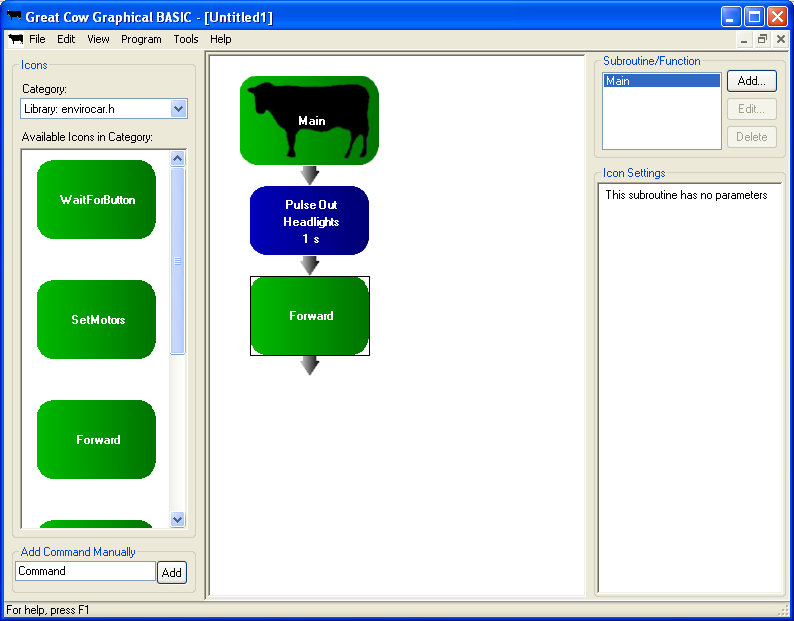 Great Cow Graphical BASIC - [Untitled1]
File Edit View Program Tools Help
Icons
Category:
Library: envirocar.h
Available Icons in Category:
WaitForButton
SetMotors
Forward
Add Command Manually
Command
Add
Main
Pulse Out
Headlights
1 s
Forward
Subroutine/Function
Main
Add...
Edit...
Delete
Icon Settings
This subroutine has no parameters
For help, press F1